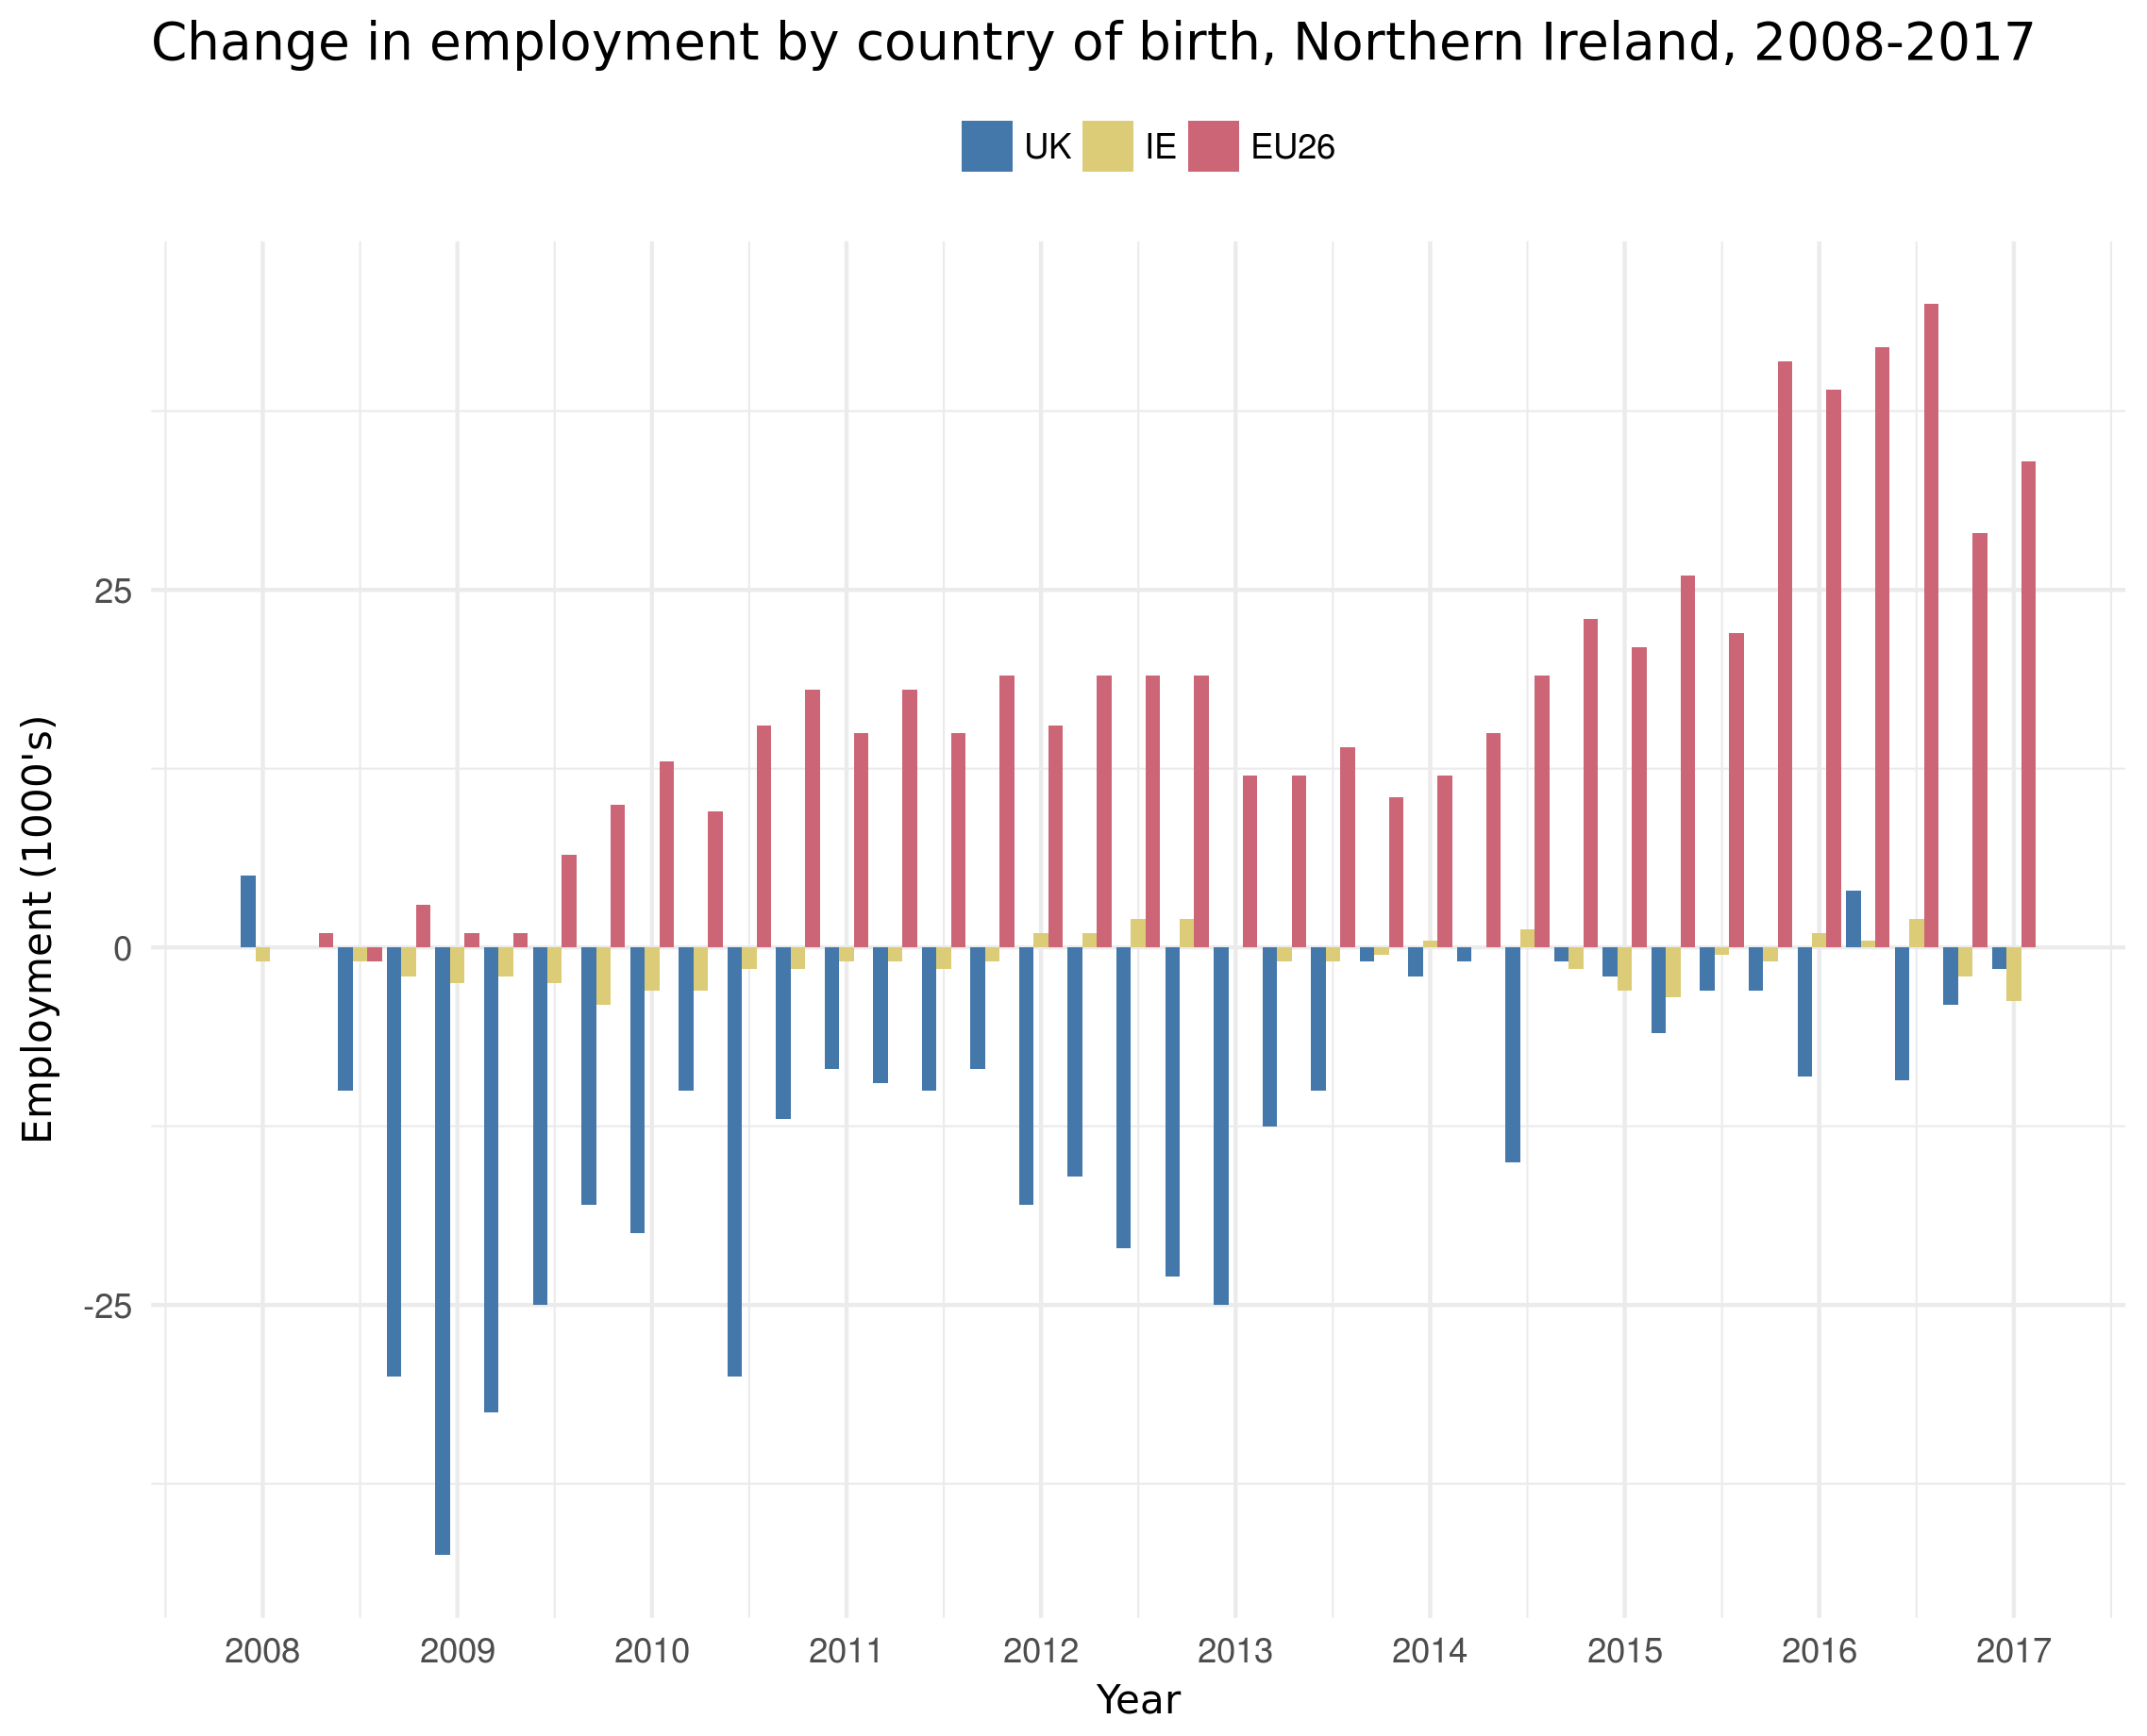 Change in employment by country of birth, Northern Ireland, 2008-2017
UK IE EU26
25
0
-25
Employment (1000's)
2008 2009 2010 2011 2012 2013 2014 2015 2016 2017
Year